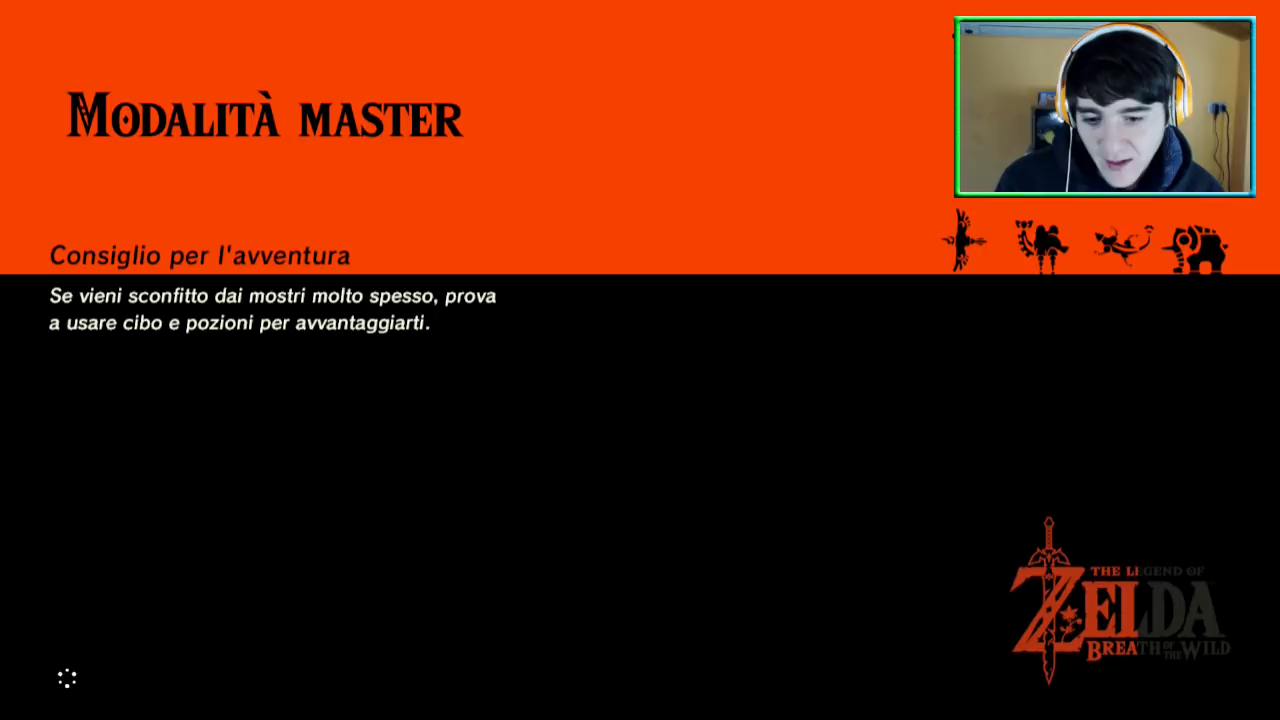 Modalità master
Consiglio per l'avventura
Se vieni sconfitto dai mostri molto spesso, prova
a usare cibo e pozioni per avvantaggiarti.
THE LEGEND OF
ZELDA
BREATH OF THE WILD